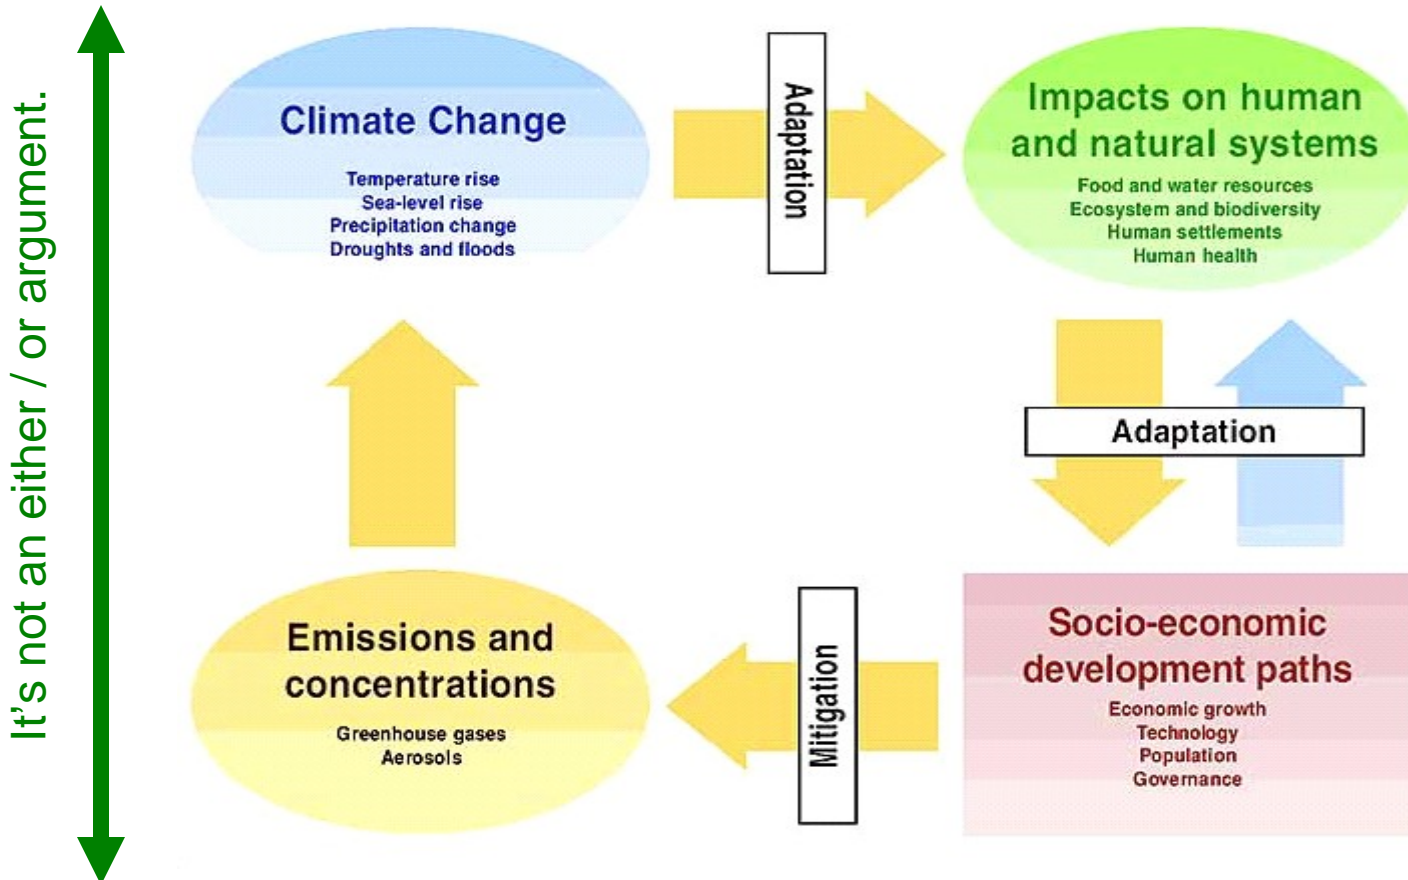 It's not an either / or argument.
Climate Change
Temperature rise
Sea-level rise
Precipitation change
Droughts and floods
Adaptation
Impacts on human
and natural systems
Food and water resources
Ecosystem and biodiversity
Human settlements
Human health
Adaptation
Emissions and
concentrations
Greenhouse gases
Aerosols
Mitigation
Socio-economic
development paths
Economic growth
Technology
Population
Governance